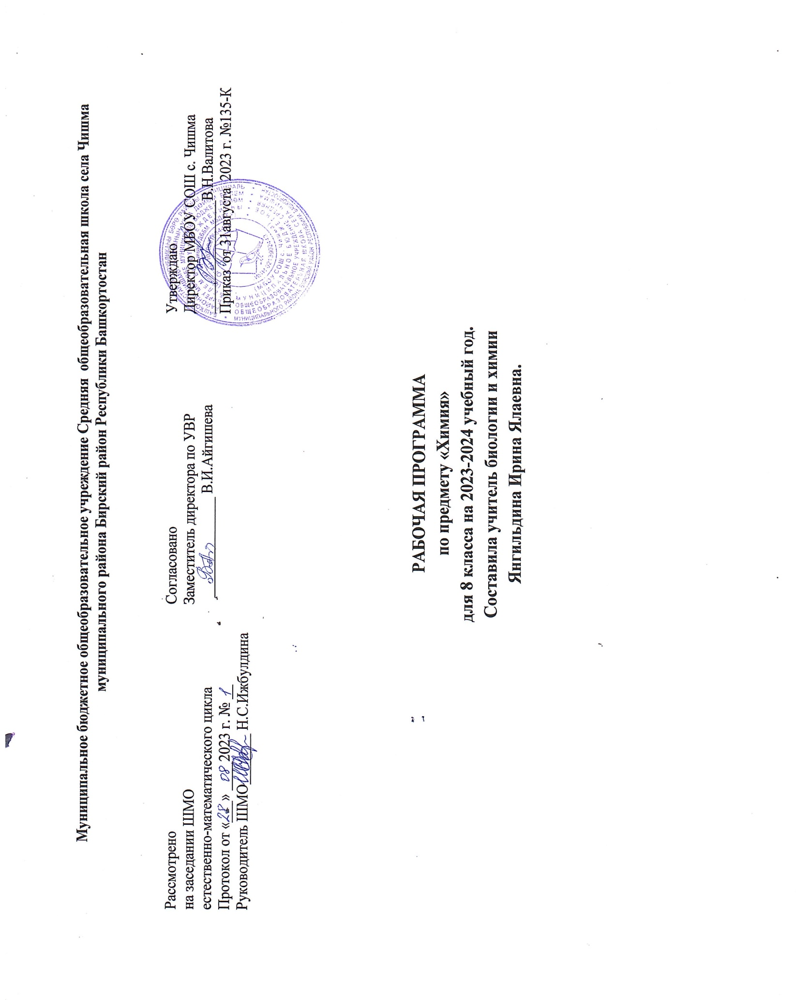 Муниципальное бюджетное общеобразовательное учреждение Средняя общеобразовательная школа села Чишма
муниципального района Бирский район Республики Башкортостан
Рассмотрено
на заседании ШМО
естественно-математического цикла
Протокол от «28» 08 2023 г. № 1
Руководитель ШМО Н.С.Ижбулдина
Согласовано
Заместитель директора по УВР
В.И.Айгишева
Утверждаю
Директор МБОУ СОШ с. Чишма
В.Н.Валитова
Приказ от 31августа 2023 г. №135-К
РАБОЧАЯ ПРОГРАММА
по предмету «Химия»
для 8 класса на 2023-2024 учебный год.
Составила учитель биологии и химии
Янгильдина Ирина Ялаевна.